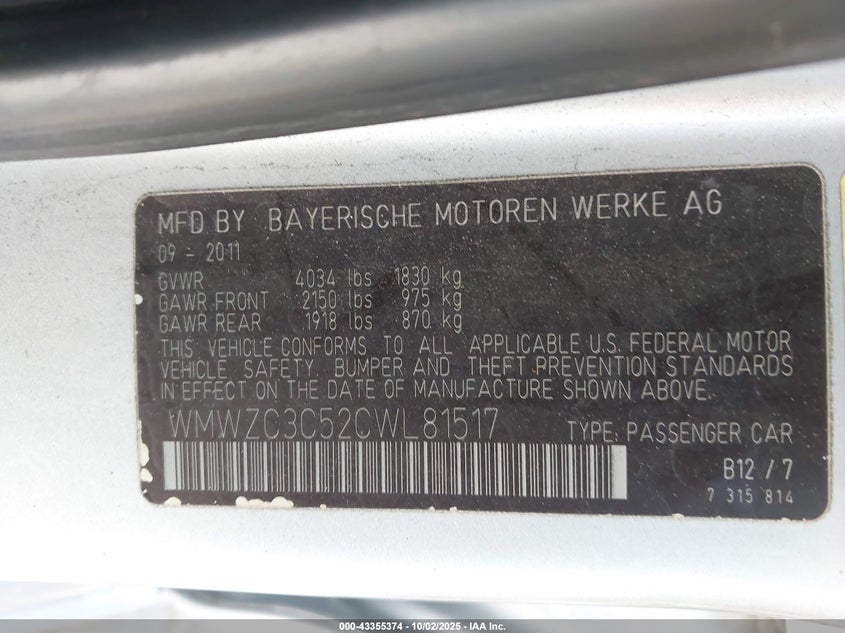 MFD BY BAYERISCHE MOTOREN WERKE AG
09 - 2011
GVWR 4034 lbs 1830 kg
GAWR FRONT 2150 lbs 975 kg
GAWR REAR 1918 lbs 870 kg
THIS VEHICLE CONFORMS TO ALL APPLICABLE U.S. FEDERAL MOTOR
VEHICLE, SAFETY, BUMPER AND THEFT PREVENTION STANDARDS
IN EFFECT ON THE DATE OF MANUFACTURE SHOWN ABOVE.
WMWZC3C52CWL81517 TYPE: PASSENGER CAR
B12 / 7
7 315 814
000-43355374 | 10/02/2025 - IAA Inc.